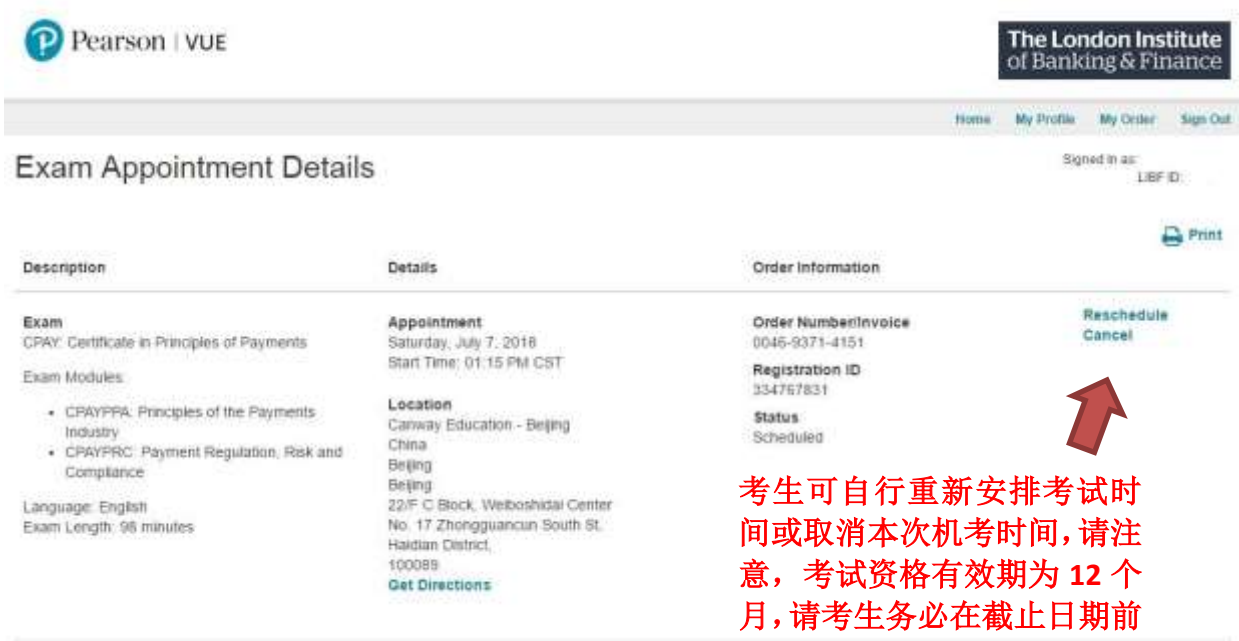 Pearson | VUE
The London Institute
of Banking & Finance
Home My Profile My Order Sign Out
Exam Appointment Details
Signed in as:
LIBF ID:
Print
Description Details Order Information
Exam
CPAY: Certificate in Principles of Payments
Exam Modules:
• CPAYPPA: Principles of the Payments
Industry
• CPAYPRC: Payment Regulation, Risk and
Compliance
Language: English
Exam Length: 98 minutes
Appointment
Saturday, July 7, 2018
Start Time: 01:15 PM CST
Location
Canway Education - Beijing
China
Beijing
Beijing
22/F C Block, Weiboshidai Center
No. 17 Zhongguancun South St.
Haidian District,
100089
Get Directions
Order Number/Invoice
0046-9371-4151
Registration ID
334767831
Status
Scheduled
Reschedule
Cancel
考生可自行重新安排考试时
间或取消本次机考时间，请注
意，考试资格有效期为 12 个
月，请考生务必在截止日期前